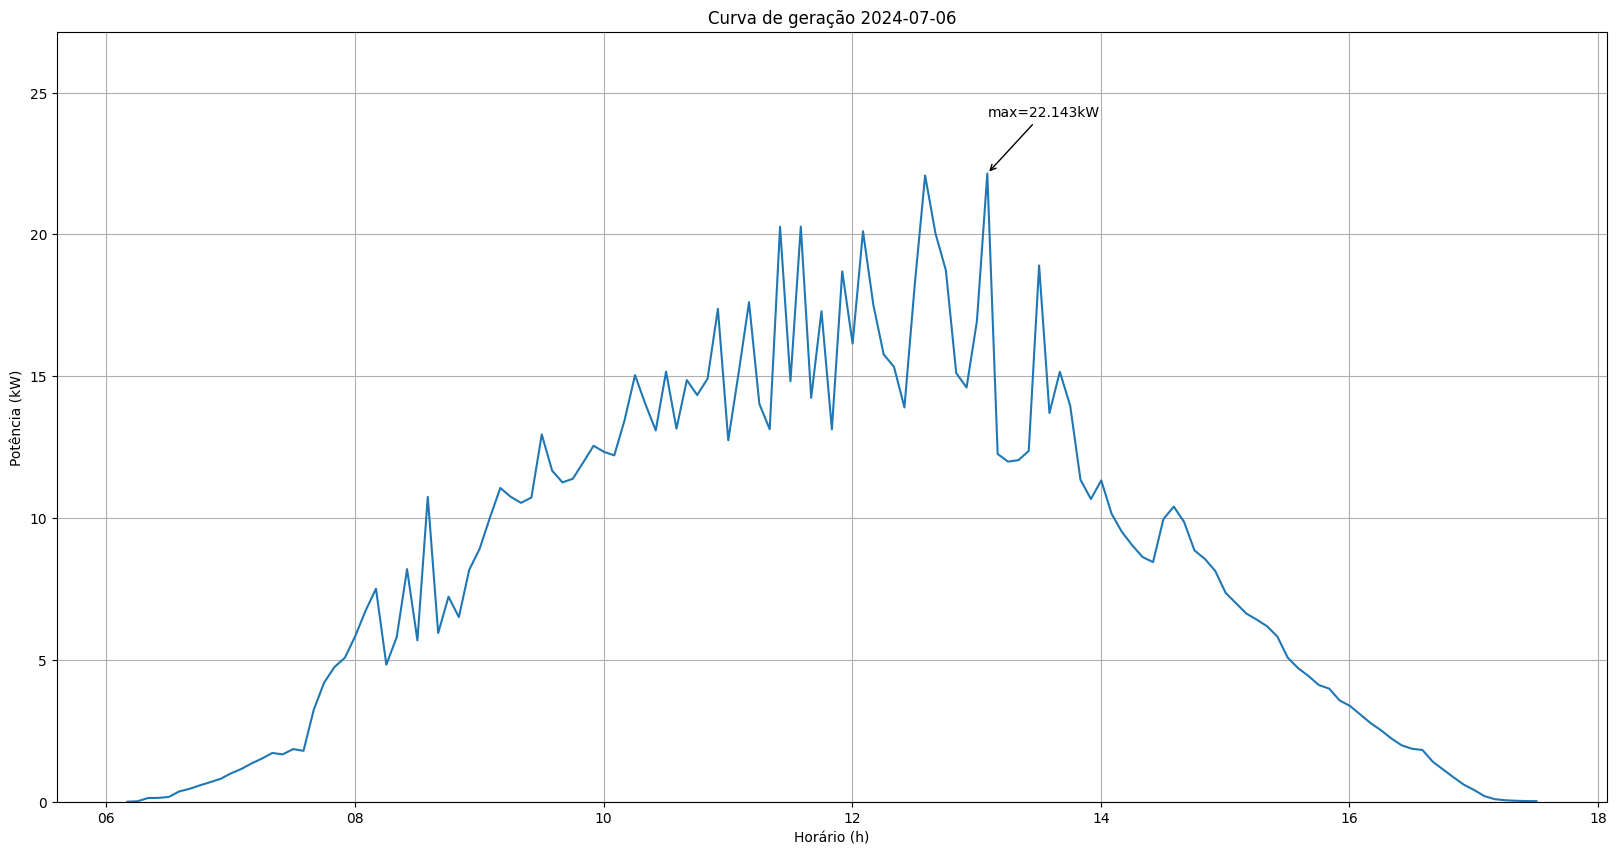 Curva de geração 2024-07-06
25
max=22.143kW
20
15
Potência (kW)
10
5
0
06 08 10 12 14 16 18
Horário (h)